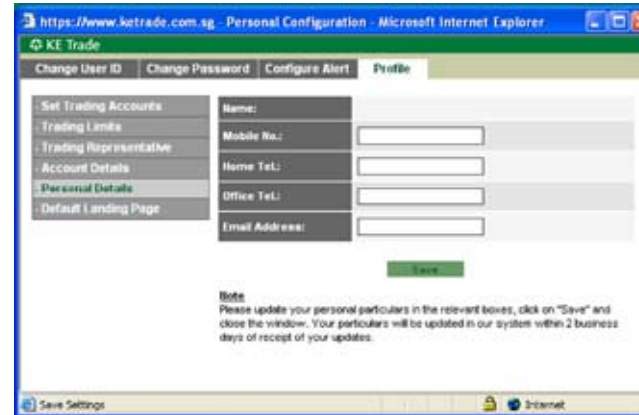 https://www.ketrade.com.sg - Personal Configuration - Microsoft Internet Explorer
KE Trade
Change User ID Change Password Configure Alert Profile
Set Trading Accounts
Trading Limits
Trading Representative
Account Details
Personal Details
Default Landing Page
Name:
Mobile No.:
Home Tel.:
Office Tel.:
Email Address:
Save
Note
Please update your personal particulars in the relevant boxes, click on "Save" and
close the window. Your particulars will be updated in our system within 2 business
days of receipt of your updates.
Save Settings Internet